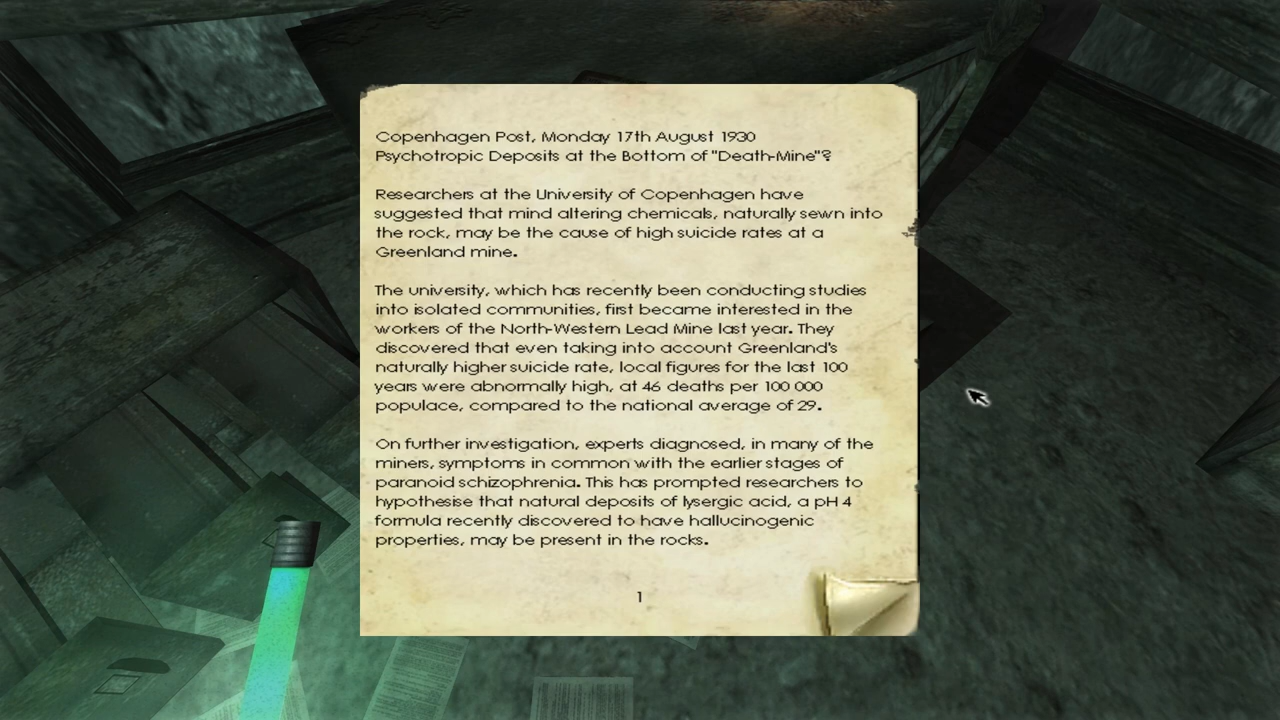 Copenhagen Post, Monday 17th August 1930
Psychotropic Deposits at the Bottom of "Death-Mine"?
Researchers at the University of Copenhagen have
suggested that mind altering chemicals, naturally sewn into
the rock, may be the cause of high suicide rates at a
Greenland mine.
The university, which has recently been conducting studies
into isolated communities, first became interested in the
workers of the North-Western Lead Mine last year. They
discovered that even taking into account Greenland's
naturally higher suicide rate, local figures for the last 100
years were abnormally high, at 46 deaths per 100 000
populace, compared to the national average of 29.
On further investigation, experts diagnosed, in many of the
miners, symptoms in common with the earlier stages of
paranoid schizophrenia. This has prompted researchers to
hypothesise that natural deposits of lysergic acid, a pH 4
formula recently discovered to have hallucinogenic
properties, may be present in the rocks.
1